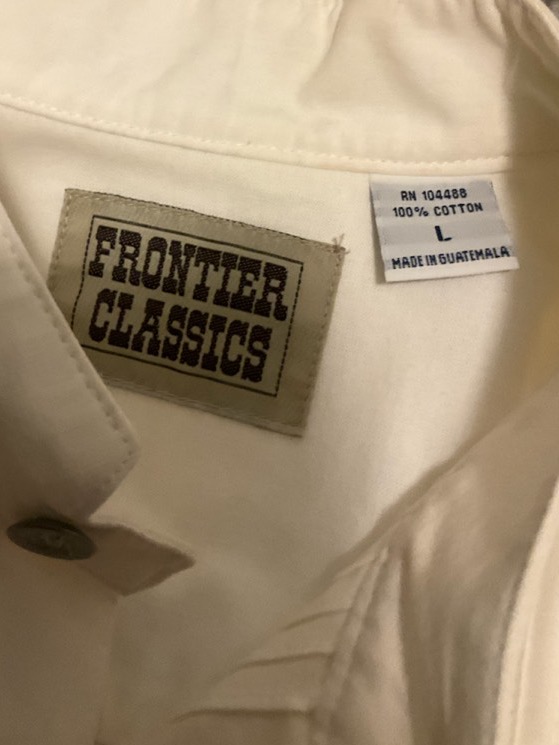 FRONTIER
CLASSICS
RN 104488
100% COTTON
L
MADE IN GUATEMALA